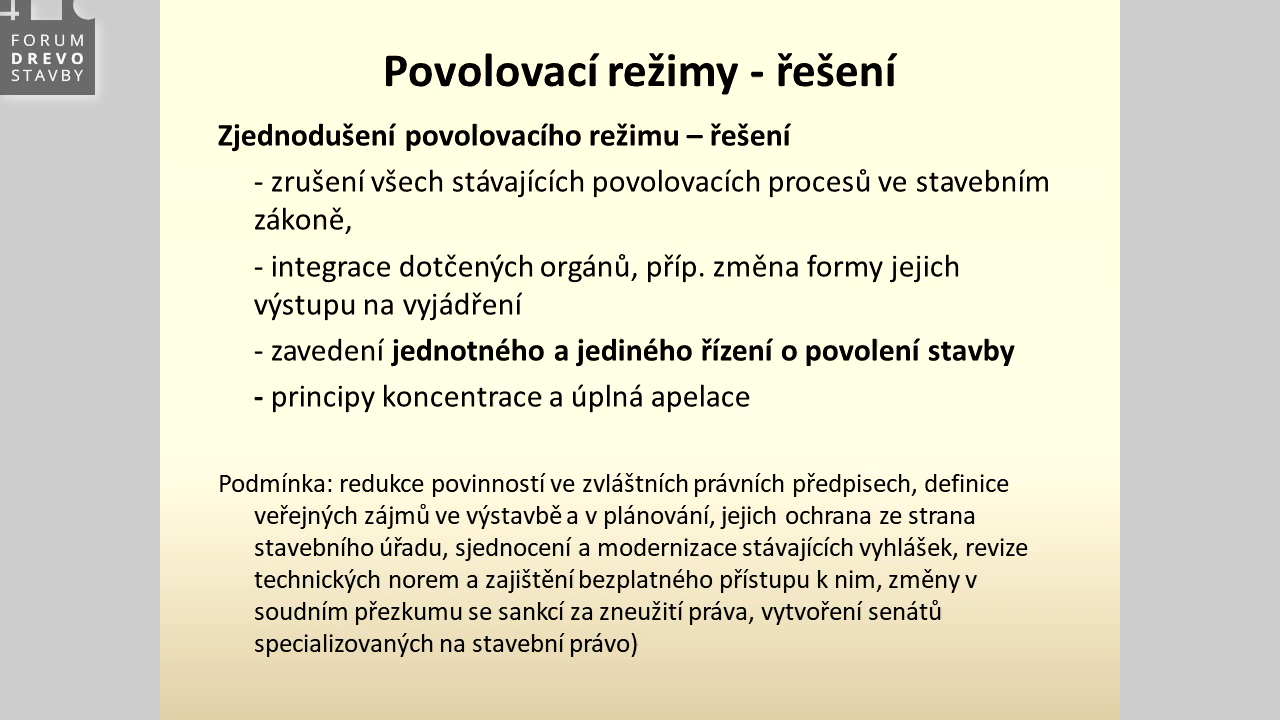 FORUM
DREVO
STAVBY
Povolovací režimy - řešení
Zjednodušení povolovacího režimu – řešení
- zrušení všech stávajících povolovacích procesů ve stavebním
zákoně,
- integrace dotčených orgánů, příp. změna formy jejich
výstupu na vyjádření
- zavedení jednotného a jediného řízení o povolení stavby
- principy koncentrace a úplná apelace
Podmínka: redukce povinností ve zvláštních právních předpisech, definice
veřejných zájmů ve výstavbě a v plánování, jejich ochrana ze strana
stavebního úřadu, sjednocení a modernizace stávajících vyhlášek, revize
technických norem a zajištění bezplatného přístupu k nim, změny v
soudním přezkumu se sankcí za zneužití práva, vytvoření senátů
specializovaných na stavební právo)